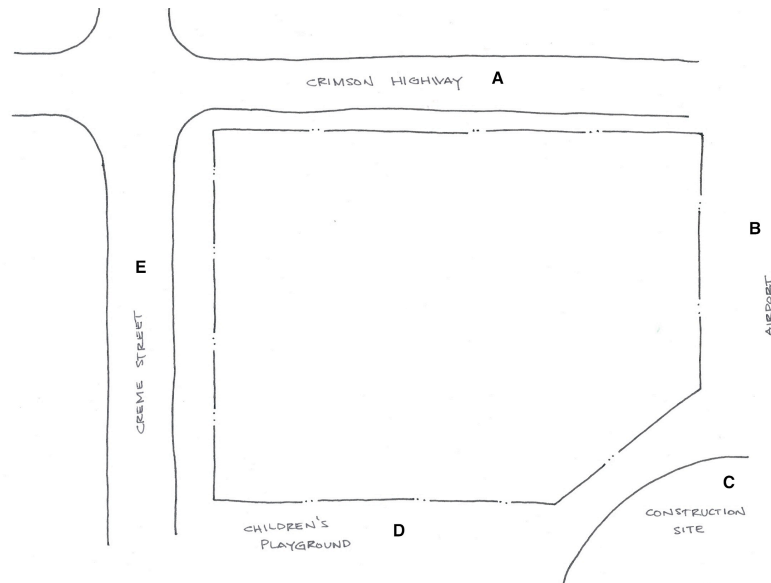 CRIMSON HIGHWAY A
B
E
AIRPORT
CREME STREET
C
CONSTRUCTION
SITE
CHILDREN'S
PLAYGROUND
D